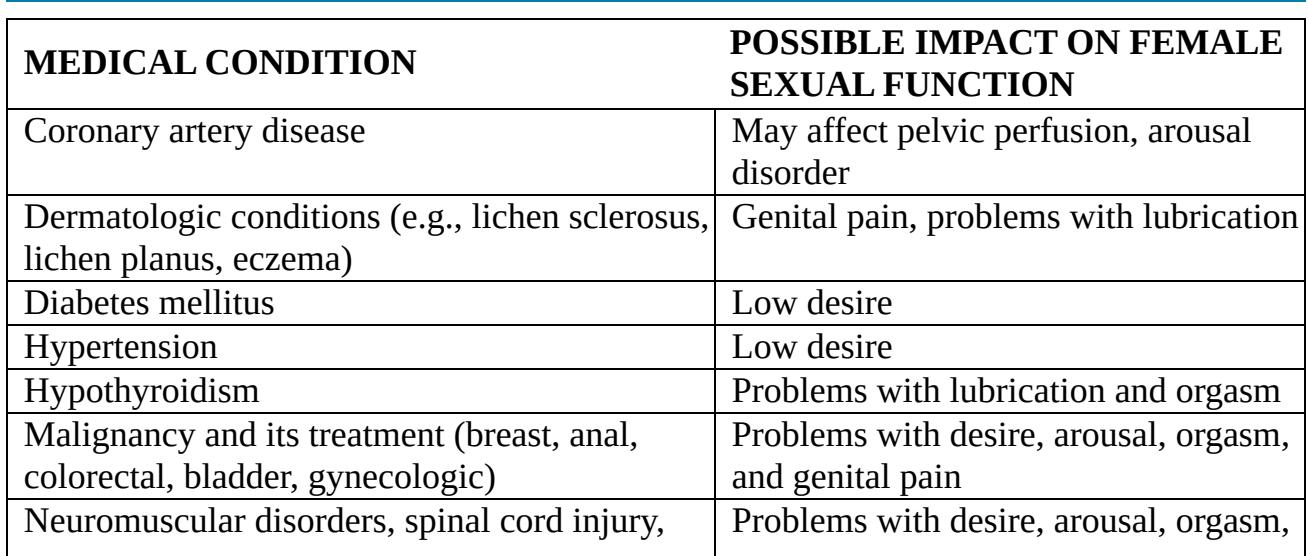 MEDICAL CONDITION
POSSIBLE IMPACT ON FEMALE
SEXUAL FUNCTION
Coronary artery disease
May affect pelvic perfusion, arousal
disorder
Dermatologic conditions (e.g., lichen sclerosus,
lichen planus, eczema)
Genital pain, problems with lubrication
Diabetes mellitus
Low desire
Hypertension
Low desire
Hypothyroidism
Problems with lubrication and orgasm
Malignancy and its treatment (breast, anal,
colorectal, bladder, gynecologic)
Problems with desire, arousal, orgasm,
and genital pain
Neuromuscular disorders, spinal cord injury,
Problems with desire, arousal, orgasm,